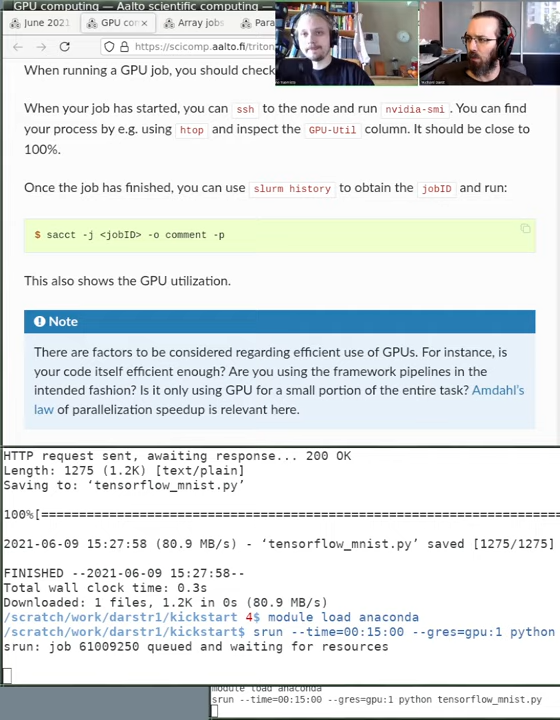 GPU computing — Aalto scientific computing —
June 2021
GPU com
Array jobs
Para
https://scicomp.aalto.fi/triton
When running a GPU job, you should check
When your job has started, you can ssh to the node and run nvidia-smi. You can find
your process by e.g. using htop and inspect the GPU-Util column. It should be close to
100%.
Once the job has finished, you can use slurm history to obtain the jobID and run:
$ sacct -j <jobID> -o comment -p
This also shows the GPU utilization.
Note
There are factors to be considered regarding efficient use of GPUs. For instance, is
your code itself efficient enough? Are you using the framework pipelines in the
intended fashion? Is it only using GPU for a small portion of the entire task? Amdahl's
law of parallelization speedup is relevant here.
HTTP request sent, awaiting response... 200 OK
Length: 1275 (1.2K) [text/plain]
Saving to: ‘tensorflow_mnist.py’
100%[=======================================================================
2021-06-09 15:27:58 (80.9 MB/s) - ‘tensorflow_mnist.py’ saved [1275/1275]
FINISHED --2021-06-09 15:27:58--
Total wall clock time: 0.3s
Downloaded: 1 files, 1.2K in 0s (80.9 MB/s)
/scratch/work/darstr1/kickstart 4$ module load anaconda
/scratch/work/darstr1/kickstart$ srun --time=00:15:00 --gres=gpu:1 python
srun: job 61009250 queued and waiting for resources
module load anaconda
srun --time=00:15:00 --gres=gpu:1 python tensorflow_mnist.py